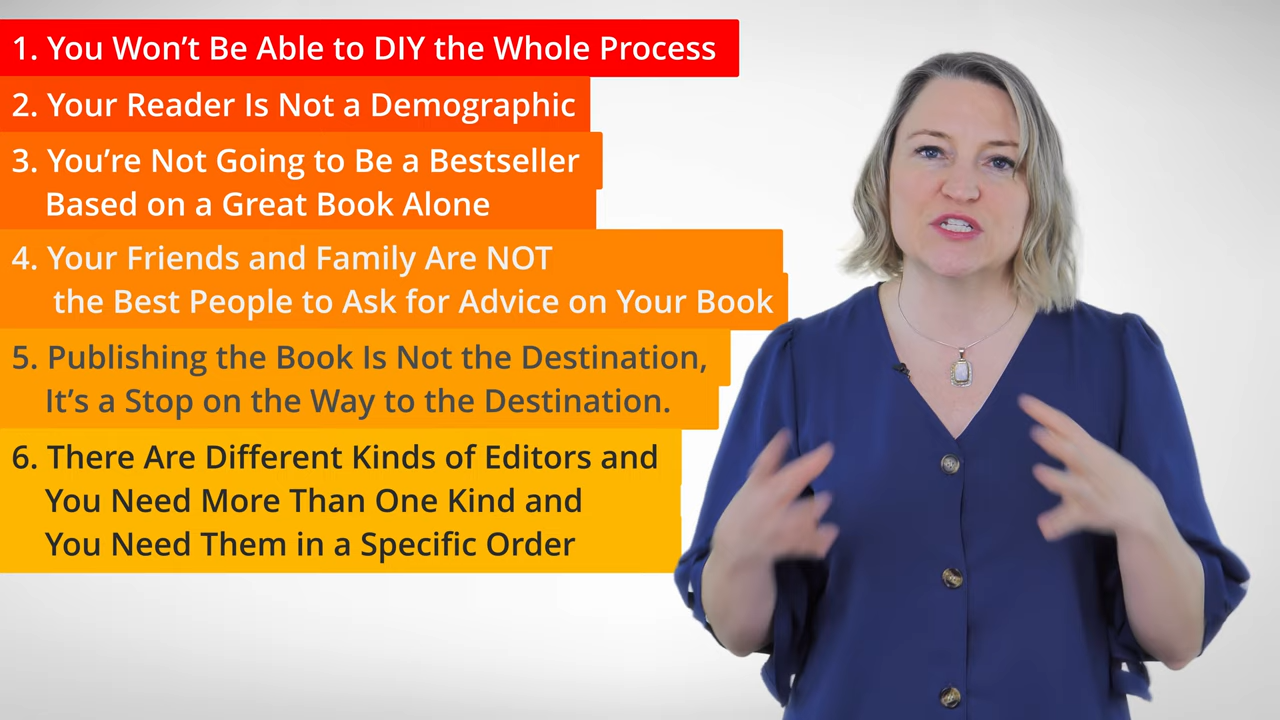 1. You Won’t Be Able to DIY the Whole Process
2. Your Reader Is Not a Demographic
3. You’re Not Going to Be a Bestseller
Based on a Great Book Alone
4. Your Friends and Family Are NOT
the Best People to Ask for Advice on Your Book
5. Publishing the Book Is Not the Destination,
It’s a Stop on the Way to the Destination.
6. There Are Different Kinds of Editors and
You Need More Than One Kind and
You Need Them in a Specific Order